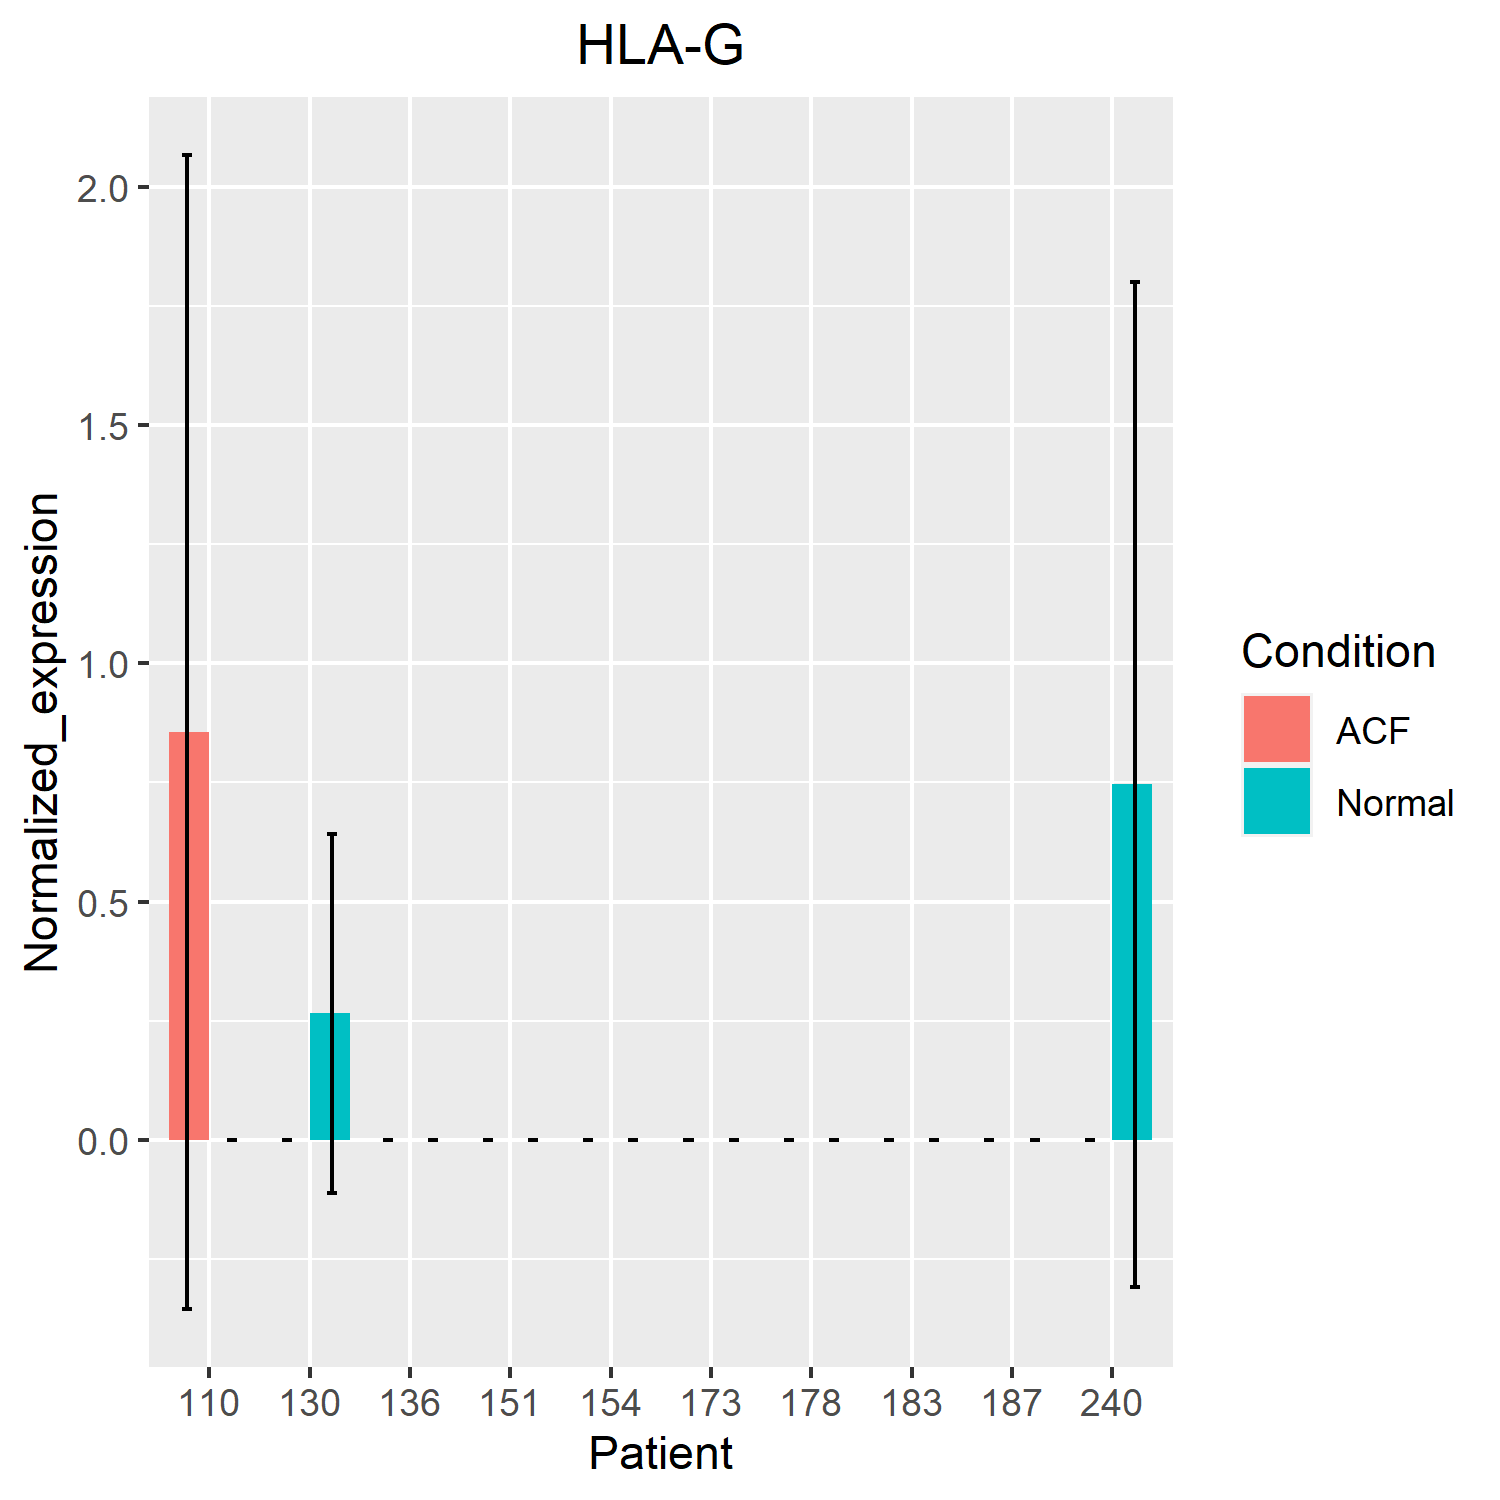 HLA-G
Normalized_expression
2.0
1.5
1.0
0.5
0.0
110 130 136 151 154 173 178 183 187 240
Patient
Condition
ACF
Normal